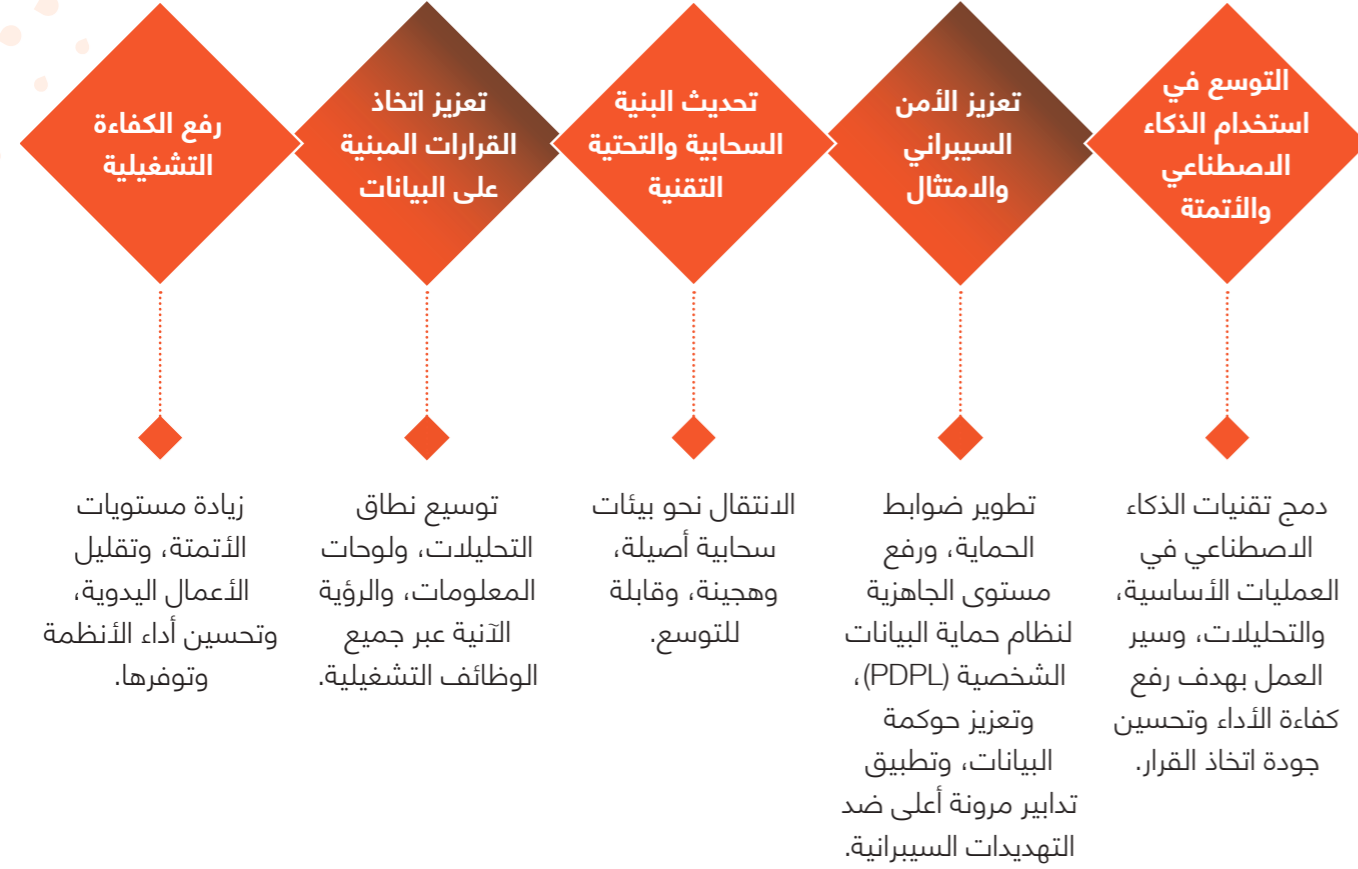 التوسع في
استخدام الذكاء
الاصطناعي
والأتمتة
تعزيز الأمن
السيبراني
والامتثال
تحديث البنية
السحابية والتحتية
التقنية
تعزيز اتخاذ
القرارات المبنية
على البيانات
رفع الكفاءة
التشغيلية
دمج تقنيات الذكاء
الاصطناعي في
العمليات الأساسية،
والتحليلات، وسير
العمل بهدف رفع
كفاءة الأداء وتحسين
جودة اتخاذ القرار.
تطوير ضوابط
الحماية، ورفع
مستوى الجاهزية
لنظام حماية البيانات
الشخصية (PDPL)،
وتعزيز حوكمة
البيانات، وتطبيق
تدابير مرونة أعلى ضد
التهديدات السيبرانية.
الانتقال نحو بيئات
سحابية أصيلة،
وهجينة، وقابلة
للتوسع.
توسيع نطاق
التحليلات، ولوحات
المعلومات، والرؤية
الآنية عبر جميع
الوظائف التشغيلية.
زيادة مستويات
الأتمتة، وتقليل
الأعمال اليدوية،
وتحسين أداء الأنظمة
وتوفرها.